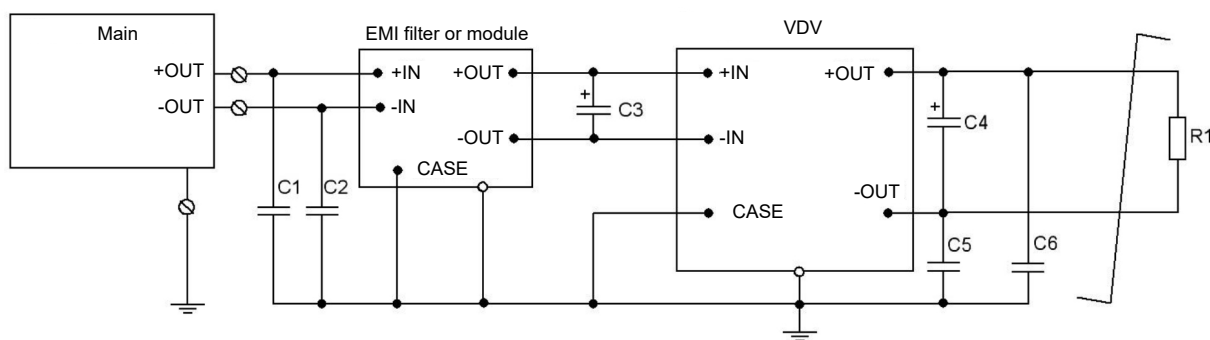 Main
+OUT
-OUT
EMI filter or module
+IN
-IN
+OUT
-OUT
CASE
C1
C2
+
C3
VDV
+IN
-IN
CASE
+OUT
-OUT
+
C4
C5
C6
R1